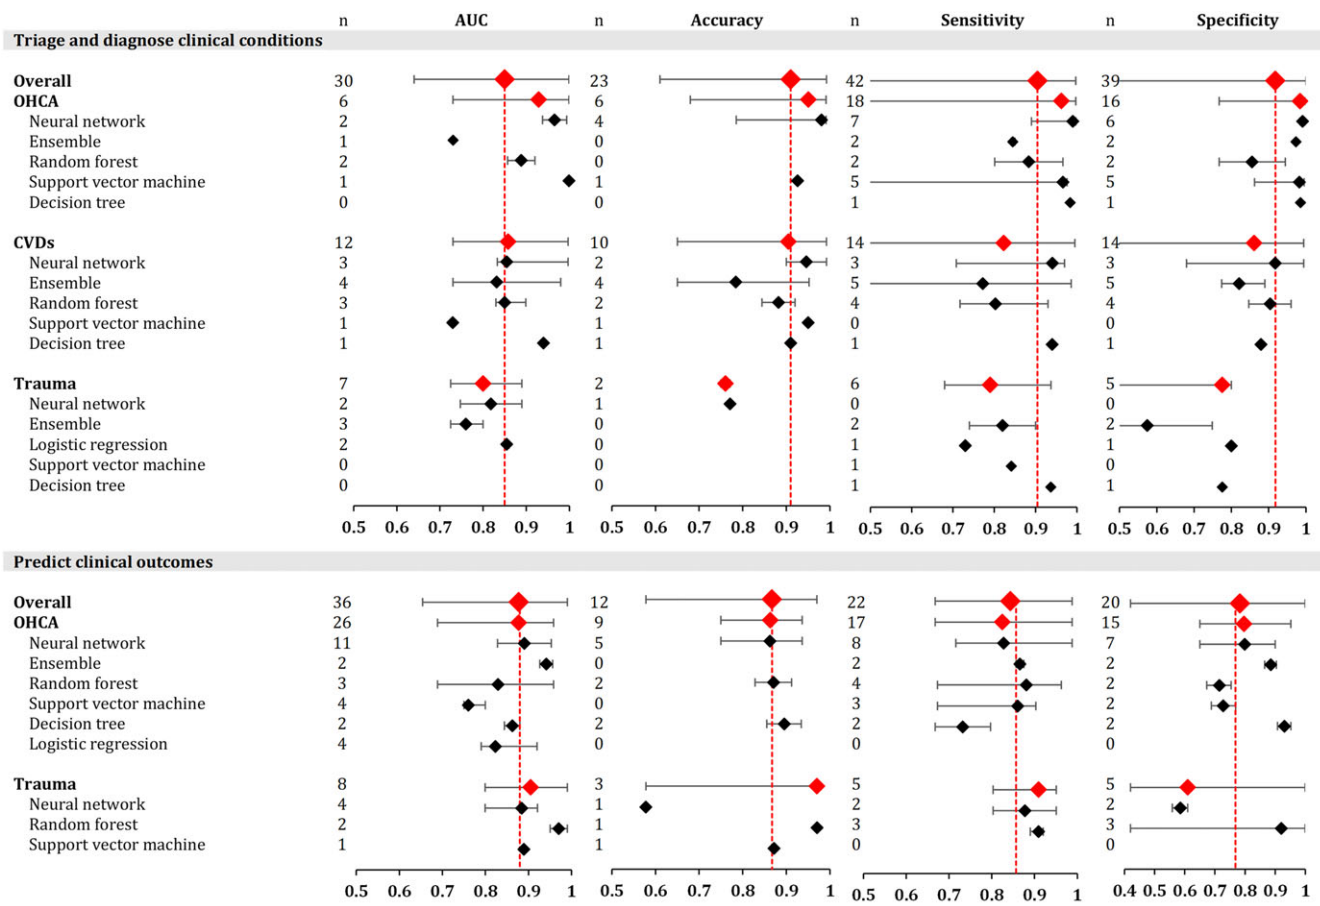 n AUC n Accuracy n Sensitivity n Specificity
Triage and diagnose clinical conditions
Overall 30 23 42 39
OHCA 6 6 18 16
Neural network 2 4 7 6
Ensemble 1 0 2 2
Random forest 2 0 2 2
Support vector machine 1 1 5 5
Decision tree 0 0 1 1
CVDs 12 10 14 14
Neural network 3 2 3 3
Ensemble 4 4 5 5
Random forest 3 2 4 4
Support vector machine 1 1 0 0
Decision tree 1 1 1 1
Trauma 7 2 6 5
Neural network 2 1 0 0
Ensemble 3 0 2 2
Logistic regression 2 0 1 1
Support vector machine 0 0 1 0
Decision tree 0 0 1 1
0.5 0.6 0.7 0.8 0.9 1 0.5 0.6 0.7 0.8 0.9 1 0.5 0.6 0.7 0.8 0.9 1 0.5 0.6 0.7 0.8 0.9 1
Predict clinical outcomes
Overall 36 12 22 20
OHCA 26 9 17 15
Neural network 11 5 8 7
Ensemble 2 0 2 2
Random forest 3 2 4 2
Support vector machine 4 0 3 2
Decision tree 2 2 2 2
Logistic regression 4 0 0 0
Trauma 8 3 5 5
Neural network 4 1 2 2
Random forest 2 1 3 3
Support vector machine 1 1 0 0
0.5 0.6 0.7 0.8 0.9 1 0.5 0.6 0.7 0.8 0.9 1 0.5 0.6 0.7 0.8 0.9 1 0.4 0.5 0.6 0.7 0.8 0.9 1